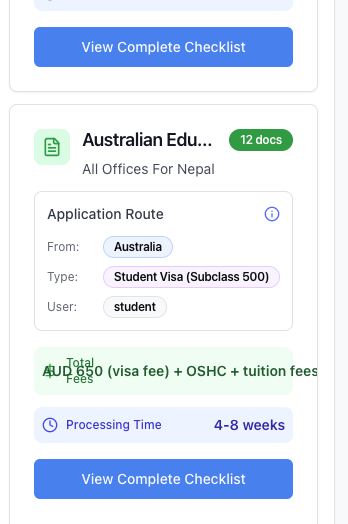 View Complete Checklist
Australian Edu...
12 docs
All Offices For Nepal
Application Route
From: Australia
Type: Student Visa (Subclass 500)
User: student
Total
Fees
AUD 650 (visa fee) + OSHC + tuition fees
Processing Time 4-8 weeks
View Complete Checklist